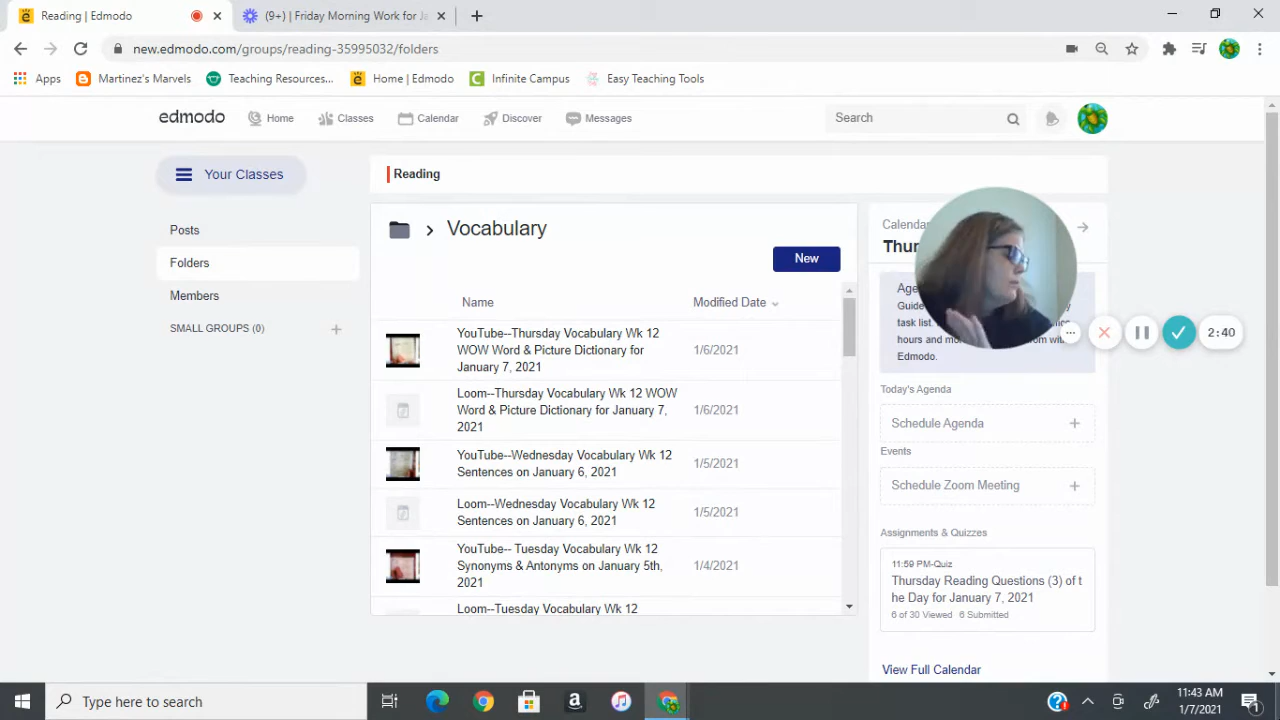 Reading | Edmodo
(9+) | Friday Morning Work for Ja
new.edmodo.com/groups/reading-35995032/folders
Apps
Martinez's Marvels
Teaching Resources...
Home | Edmodo
Infinite Campus
Easy Teaching Tools
edmodo
Home
Classes
Calendar
Discover
Messages
Search
Your Classes
Posts
Folders
Members
SMALL GROUPS (0)
Reading
Vocabulary
New
Name
Modified Date
YouTube--Thursday Vocabulary Wk 12
WOW Word & Picture Dictionary for
January 7, 2021
1/6/2021
Loom--Thursday Vocabulary Wk 12 WOW
Word & Picture Dictionary for January 7,
2021
1/6/2021
YouTube--Wednesday Vocabulary Wk 12
Sentences on January 6, 2021
1/5/2021
Loom--Wednesday Vocabulary Wk 12
Sentences on January 6, 2021
1/5/2021
YouTube-- Tuesday Vocabulary Wk 12
Synonyms & Antonyms on January 5th,
2021
1/4/2021
Loom--Tuesday Vocabulary Wk 12
Calendar
Thur
Age
Guide
task list.
hours and mo
with
Edmodo.
2:40
Today's Agenda
Schedule Agenda
Events
Schedule Zoom Meeting
Assignments & Quizzes
11:59 PM-Quiz
Thursday Reading Questions (3) of t
he Day for January 7, 2021
6 of 30 Viewed 6 Submitted
View Full Calendar
Type here to search
11:43 AM
1/7/2021
1